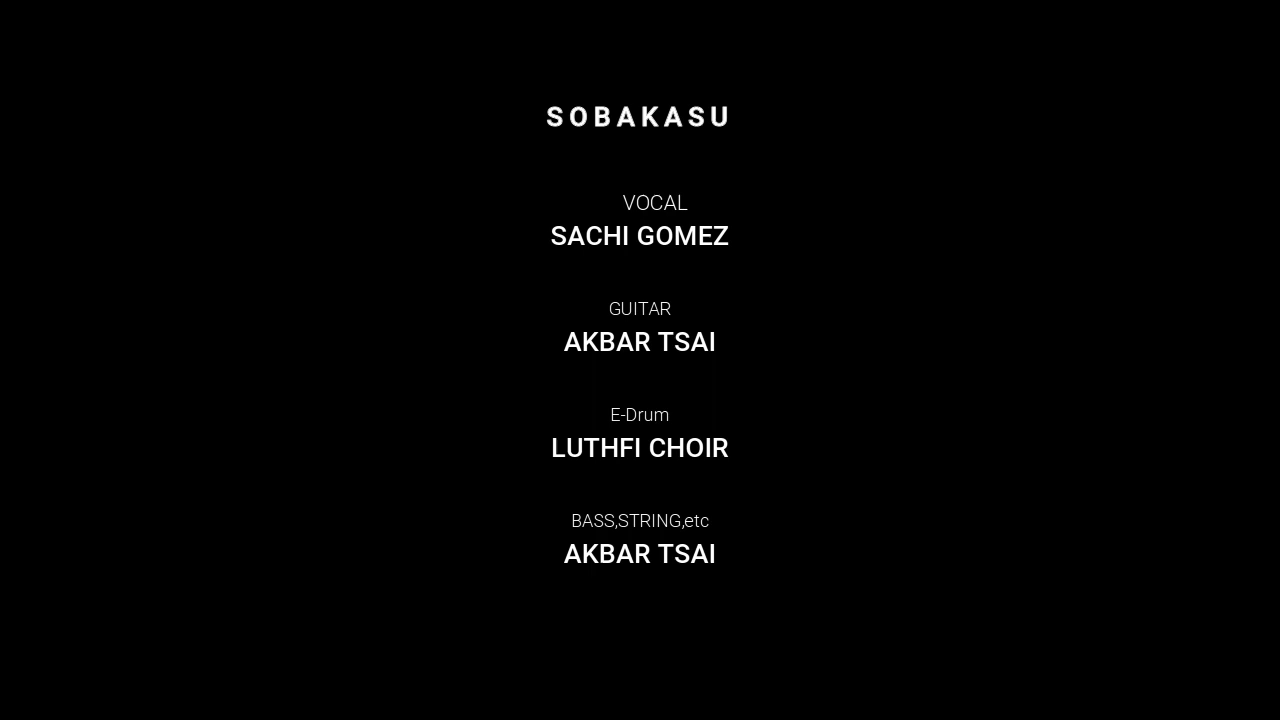 SOBAKASU
VOCAL
SACHI GOMEZ
GUITAR
AKBAR TSAI
E-Drum
LUTHFI CHOIR
BASS,STRING,etc
AKBAR TSAI